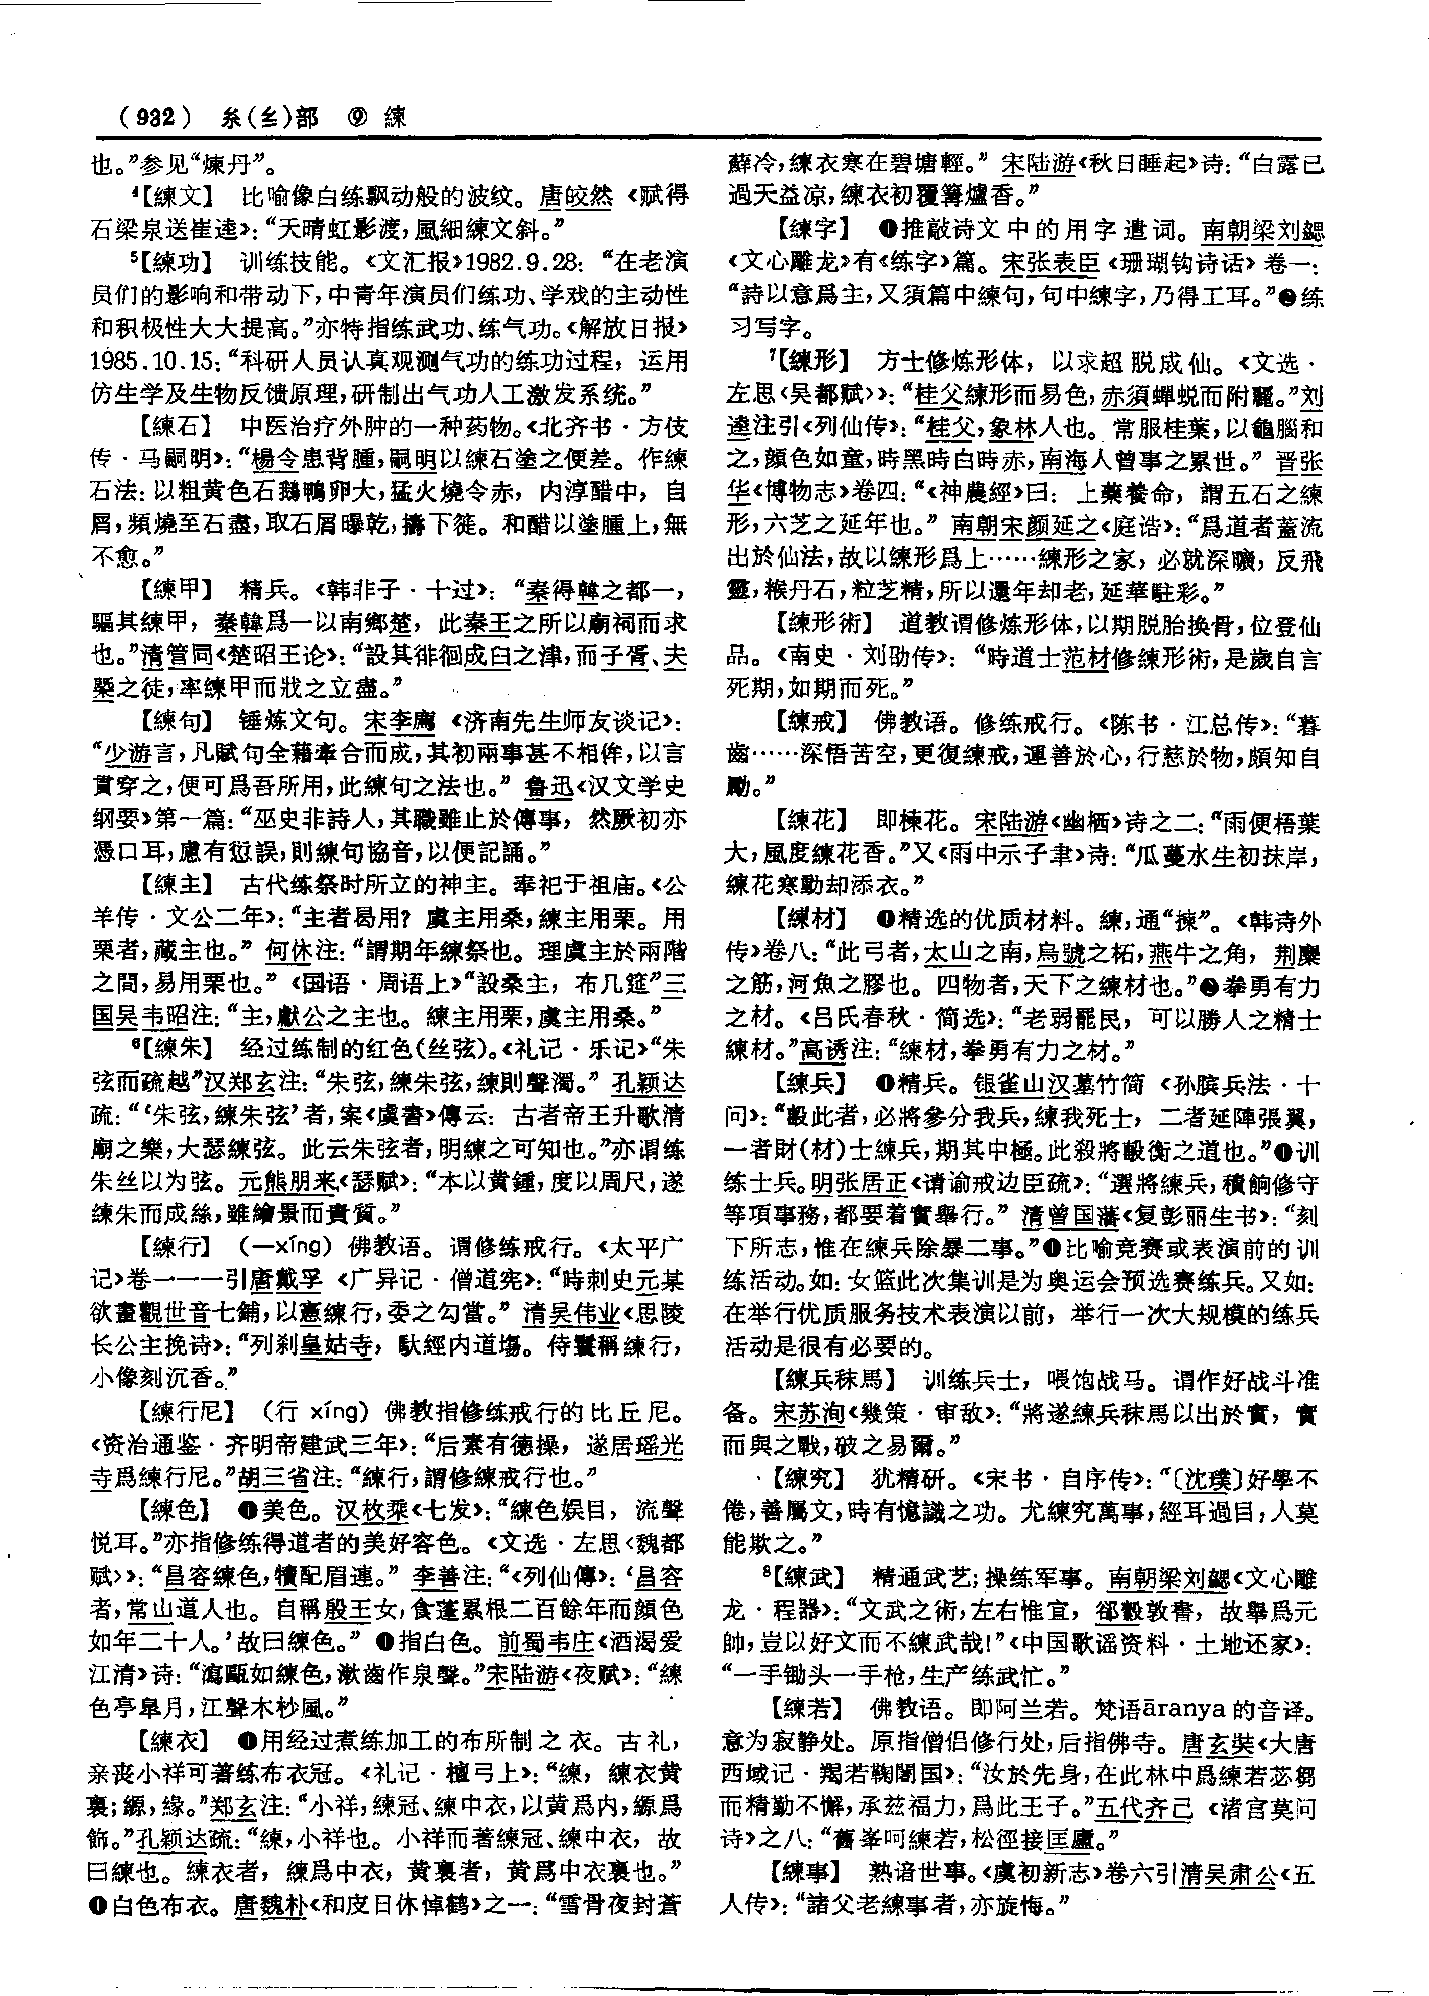 （932） 糸(纟)部 ⑨ 練
也。”参见“煉丹”。
⁴【練文】 比喻像白练飘动般的波纹。唐皎然《赋得
石梁泉送崔逵》：“天晴虹影渡，風細練文斜。”
⁵【練功】 训练技能。《文汇报》1982.9.28：“在老演
员们的影响和带动下，中青年演员们练功、学戏的主动性
和积极性大大提高。”亦特指练武功、练气功。《解放日报》
1985.10.15：“科研人员认真观测气功的练功过程，运用
仿生学及生物反馈原理，研制出气功人工激发系统。”
【練石】 中医治疗外肿的一种药物。《北齐书·方伎
传·马嗣明》：“楊令患背腫，嗣明以練石塗之便差。作練
石法：以粗黄色石鵝鴨卵大，猛火燒令赤，内淳醋中，自
屑，頻燒至石盡，取石屑曝乾，擣下簁。和醋以塗腫上，無
不愈。”
【練甲】 精兵。《韩非子·十过》：“秦得韓之都一，
驅其練甲，秦韓爲一以南鄉楚，此秦王之所以廟祠而求
也。”清管同《楚昭王论》：“設其徘徊成臼之津，而子胥、夫
槩之徒，率練甲而戕之立盡。”
【練句】 锤炼文句。宋李廌《济南先生师友谈记》：
“少游言，凡賦句全藉牽合而成，其初兩事甚不相侔，以言
貫穿之，便可爲吾所用，此練句之法也。”鲁迅《汉文学史
纲要》第一篇：“巫史非詩人，其職雖止於傳事，然厥初亦
憑口耳，慮有愆誤，則練句協音，以便記誦。”
【練主】 古代练祭时所立的神主。奉祀于祖庙。《公
羊传·文公二年》：“主者曷用？虞主用桑，練主用栗。用
栗者，藏主也。”何休注：“謂期年練祭也。埋虞主於兩階
之間，易用栗也。”《国语·周语上》“設桑主，布几筵”三
国吴韦昭注：“主，獻公之主也。練主用栗，虞主用桑。”
⁶【練朱】 经过练制的红色(丝弦)。《礼记·乐记》“朱
弦而疏越”汉郑玄注：“朱弦，練朱弦，練則聲濁。”孔颖达
疏：“‘朱弦，練朱弦’者，案《虞書》傳云：古者帝王升歌清
廟之樂，大瑟練弦。此云朱弦者，明練之可知也。”亦谓练
朱丝以为弦。元熊朋来《瑟赋》：“本以黄鍾，度以周尺，遂
練朱而成絲，雖繪景而賁質。”
【練行】 （—xíng）佛教语。谓修练戒行。《太平广
记》卷一一一引唐戴孚《广异记·僧道宪》：“時刺史元某
欲畫觀世音七鋪，以憲練行，委之勾當。”清吴伟业《思陵
长公主挽诗》：“列刹皇姑寺，馱經内道場。侍鬟稱練行，
小像刻沉香。”
【練行尼】 （行 xíng）佛教指修练戒行的比丘尼。
《资治通鉴·齐明帝建武三年》：“后素有德操，遂居瑶光
寺爲練行尼。”胡三省注：“練行，謂修練戒行也。”
【練色】 ❶美色。汉枚乘《七发》：“練色娱目，流聲
悦耳。”亦指修练得道者的美好容色。《文选·左思〈魏都
赋〉》：“昌容練色，犢配眉連。”李善注：“《列仙傳》：‘昌容
者，常山道人也。自稱殷王女，食蓬累根二百餘年而顔色
如年二十人。’故曰練色。”❶指白色。前蜀韦庄《酒渴爱
江清》诗：“瀉甌如練色，漱齒作泉聲。”宋陆游《夜赋》：“練
色亭皋月，江聲木杪風。”
【練衣】 ❶用经过煮练加工的布所制之衣。古礼，
亲丧小祥可著练布衣冠。《礼记·檀弓上》：“練，練衣黄
裏；縓，緣。”郑玄注：“小祥，練冠、練中衣，以黄爲内，縓爲
飾。”孔颖达疏：“練，小祥也。小祥而著練冠、練中衣，故
曰練也。練衣者，練爲中衣，黄裏者，黄爲中衣裏也。”
❶白色布衣。唐魏朴《和皮日休悼鹤》之一：“雪骨夜封蒼
蘚冷，練衣寒在碧塘輕。”宋陆游《秋日睡起》诗：“白露已
過天益凉，練衣初覆篝爐香。”
【練字】 ❶推敲诗文中的用字遣词。南朝梁刘勰
《文心雕龙》有《练字》篇。宋张表臣《珊瑚钩诗话》卷一：
“詩以意爲主，又須篇中練句，句中練字，乃得工耳。”❷练
习写字。
⁷【練形】 方士修炼形体，以求超脱成仙。《文选·
左思〈吴都赋〉》：“桂父練形而易色，赤須蟬蜕而附麗。”刘
逵注引《列仙传》：“桂父，象林人也。常服桂葉，以龜腦和
之，顔色如童，時黑時白時赤，南海人曾事之累世。”晋张
华《博物志》卷四：“《神農經》曰：上藥養命，謂五石之練
形，六芝之延年也。”南朝宋颜延之《庭诰》：“爲道者蓋流
出於仙法，故以練形爲上……練形之家，必就深曠，反飛
靈，糇丹石，粒芝精，所以還年却老，延華駐彩。”
【練形術】 道教谓修炼形体，以期脱胎换骨，位登仙
品。《南史·刘劭传》：“時道士范材修練形術，是歲自言
死期，如期而死。”
【練戒】 佛教语。修练戒行。《陈书·江总传》：“暮
齒……深悟苦空，更復練戒，運善於心，行慈於物，頗知自
勵。”
【練花】 即楝花。宋陆游《幽栖》诗之二：“雨便梧葉
大，風度練花香。”又《雨中示子聿》诗：“瓜蔓水生初抹岸，
練花寒動却添衣。”
【練材】 ❶精选的优质材料。練，通“揀”。《韩诗外
传》卷八：“此弓者，太山之南，烏號之柘，燕牛之角，荆麋
之筋，河魚之膠也。四物者，天下之練材也。”❷拳勇有力
之材。《吕氏春秋·简选》：“老弱罷民，可以勝人之精士
練材。”高诱注：“練材，拳勇有力之材。”
【練兵】 ❶精兵。银雀山汉墓竹简《孙膑兵法·十
问》：“毄此者，必將參分我兵，練我死士，二者延陣張翼，
一者財(材)士練兵，期其中極。此殺將毄衡之道也。”❶训
练士兵。明张居正《请谕戒边臣疏》：“選將練兵，積餉修守
等項事務，都要着實舉行。”清曾国藩《复彭丽生书》：“刻
下所志，惟在練兵除暴二事。”❶比喻竞赛或表演前的训
练活动。如：女篮此次集训是为奥运会预选赛练兵。又如：
在举行优质服务技术表演以前，举行一次大规模的练兵
活动是很有必要的。
【練兵秣馬】 训练兵士，喂饱战马。谓作好战斗准
备。宋苏洵《幾策·审敌》：“將遂練兵秣馬以出於實，實
而與之戰，破之易爾。”
【練究】 犹精研。《宋书·自序传》：“〔沈璞〕好學不
倦，善屬文，時有憶識之功。尤練究萬事，經耳過目，人莫
能欺之。”
⁸【練武】 精通武艺；操练军事。南朝梁刘勰《文心雕
龙·程器》：“文武之術，左右惟宜，郤縠敦書，故舉爲元
帥，豈以好文而不練武哉！”《中国歌谣资料·土地还家》：
“一手锄头一手枪，生产练武忙。”
【練若】 佛教语。即阿兰若。梵语āranya的音译。
意为寂静处。原指僧侣修行处，后指佛寺。唐玄奘《大唐
西域记·羯若鞠闍国》：“汝於先身，在此林中爲練若苾芻
而精勤不懈，承兹福力，爲此王子。”五代齐己《渚宫莫问
诗》之八：“舊峯呵練若，松徑接匡廬。”
【練事】 熟谙世事。《虞初新志》卷六引清吴肃公《五
人传》：“諸父老練事者，亦旋悔。”